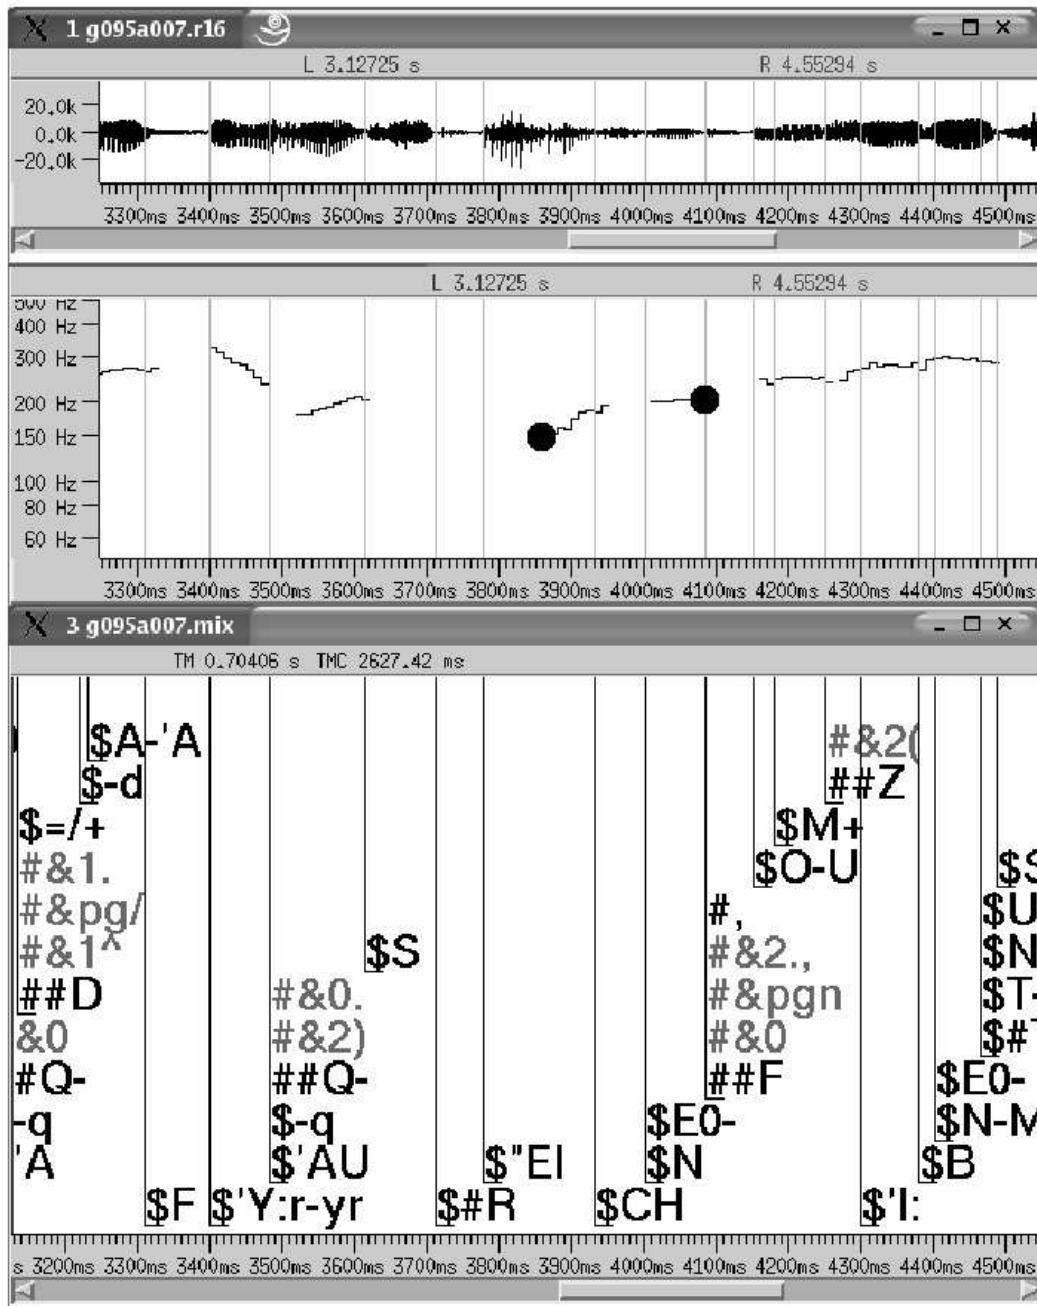 1 g095a007.r16
L 3.12725 s R 4.55294 s
20.0k
0.0k
-20.0k
3300ms 3400ms 3500ms 3600ms 3700ms 3800ms 3900ms 4000ms 4100ms 4200ms 4300ms 4400ms 4500ms
L 3.12725 s R 4.55294 s
500 Hz
400 Hz
300 Hz
200 Hz
150 Hz
100 Hz
80 Hz
60 Hz
3300ms 3400ms 3500ms 3600ms 3700ms 3800ms 3900ms 4000ms 4100ms 4200ms 4300ms 4400ms 4500ms
3 g095a007.mix
TM 0.70406 s TMC 2627.42 ms
$A-'A #&2(
$-d ##Z
$=/+ $M+
#&1. $O-U $S
#&pg/ #, $U
#&1^ $S #&2., $N
##D #&0. #&pgn $T-
&0 #&2) #&0 $#
#Q- ##Q- ##F $E0-
-q $-q $E0- $N-M
'A $'AU $"EI $N $B
$F $'Y:r-yr $#R $CH $'I:
s 3200ms 3300ms 3400ms 3500ms 3600ms 3700ms 3800ms 3900ms 4000ms 4100ms 4200ms 4300ms 4400ms 4500ms